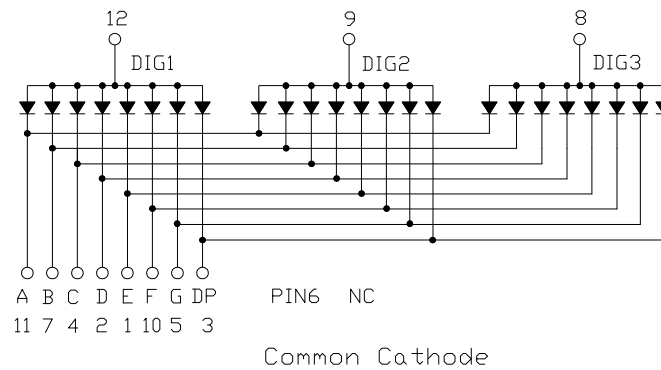 12 9 8
DIG1 DIG2 DIG3
A B C D E F G DP PIN6 NC
11 7 4 2 1 10 5 3
Common Cathode